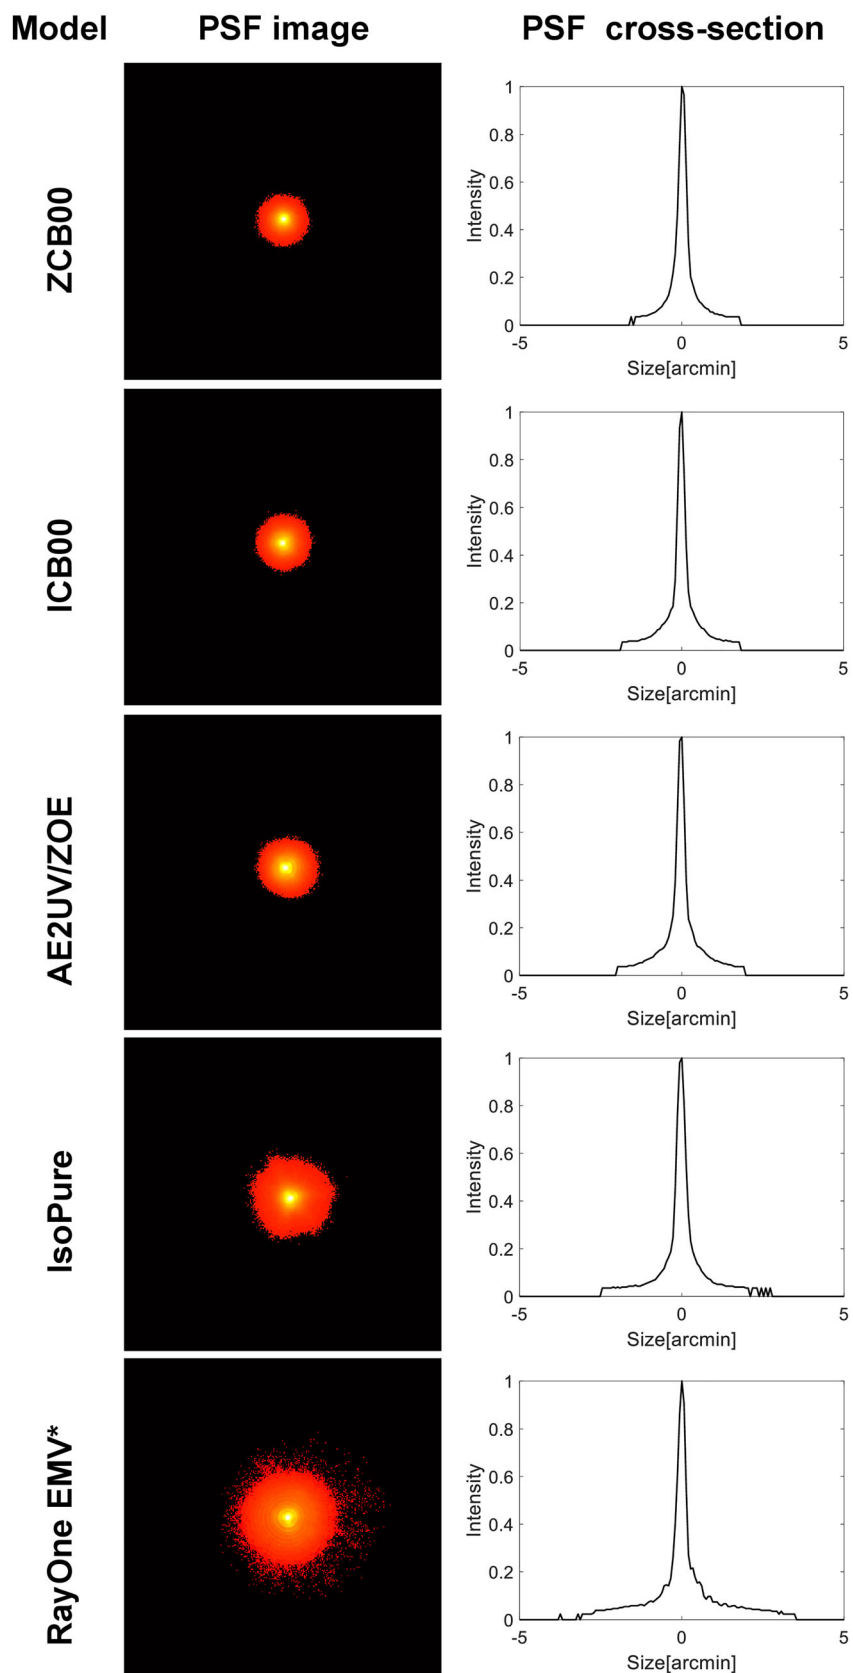 Model PSF image PSF cross-section
ZCB00
1
0.8
0.6
0.4
0.2
0
Intensity
-5 0 5
Size[arcmin]
ICB00
1
0.8
0.6
0.4
0.2
0
Intensity
-5 0 5
Size[arcmin]
AE2UV/ZOE
1
0.8
0.6
0.4
0.2
0
Intensity
-5 0 5
Size[arcmin]
IsoPure
1
0.8
0.6
0.4
0.2
0
Intensity
-5 0 5
Size[arcmin]
RayOne EMV*
1
0.8
0.6
0.4
0.2
0
Intensity
-5 0 5
Size[arcmin]